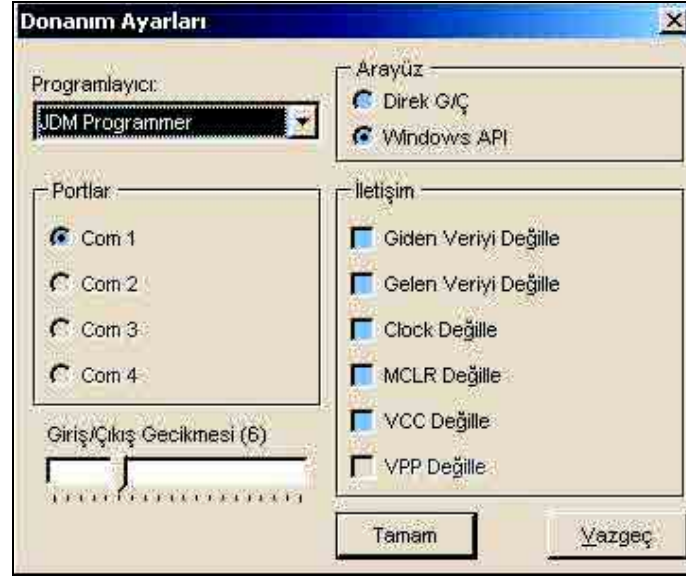 Donanım Ayarları
Programlayıcı:
JDM Programmer
Arayüz
Direk G/Ç
Windows API
Portlar
Com 1
Com 2
Com 3
Com 4
Giriş/Çıkış Gecikmesi (6)
İletişim
Giden Veriyi Değille
Gelen Veriyi Değille
Clock Değille
MCLR Değille
VCC Değille
VPP Değille
Tamam
Vazgeç